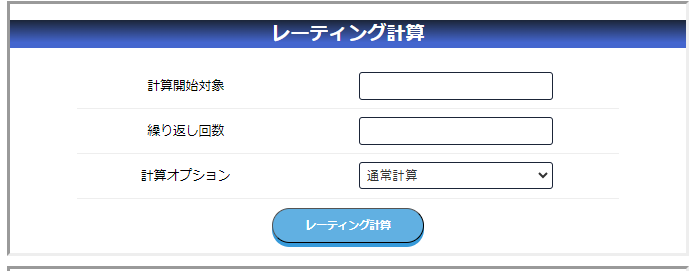 レーティング計算
計算開始対象
繰り返し回数
計算オプション 通常計算
レーティング計算